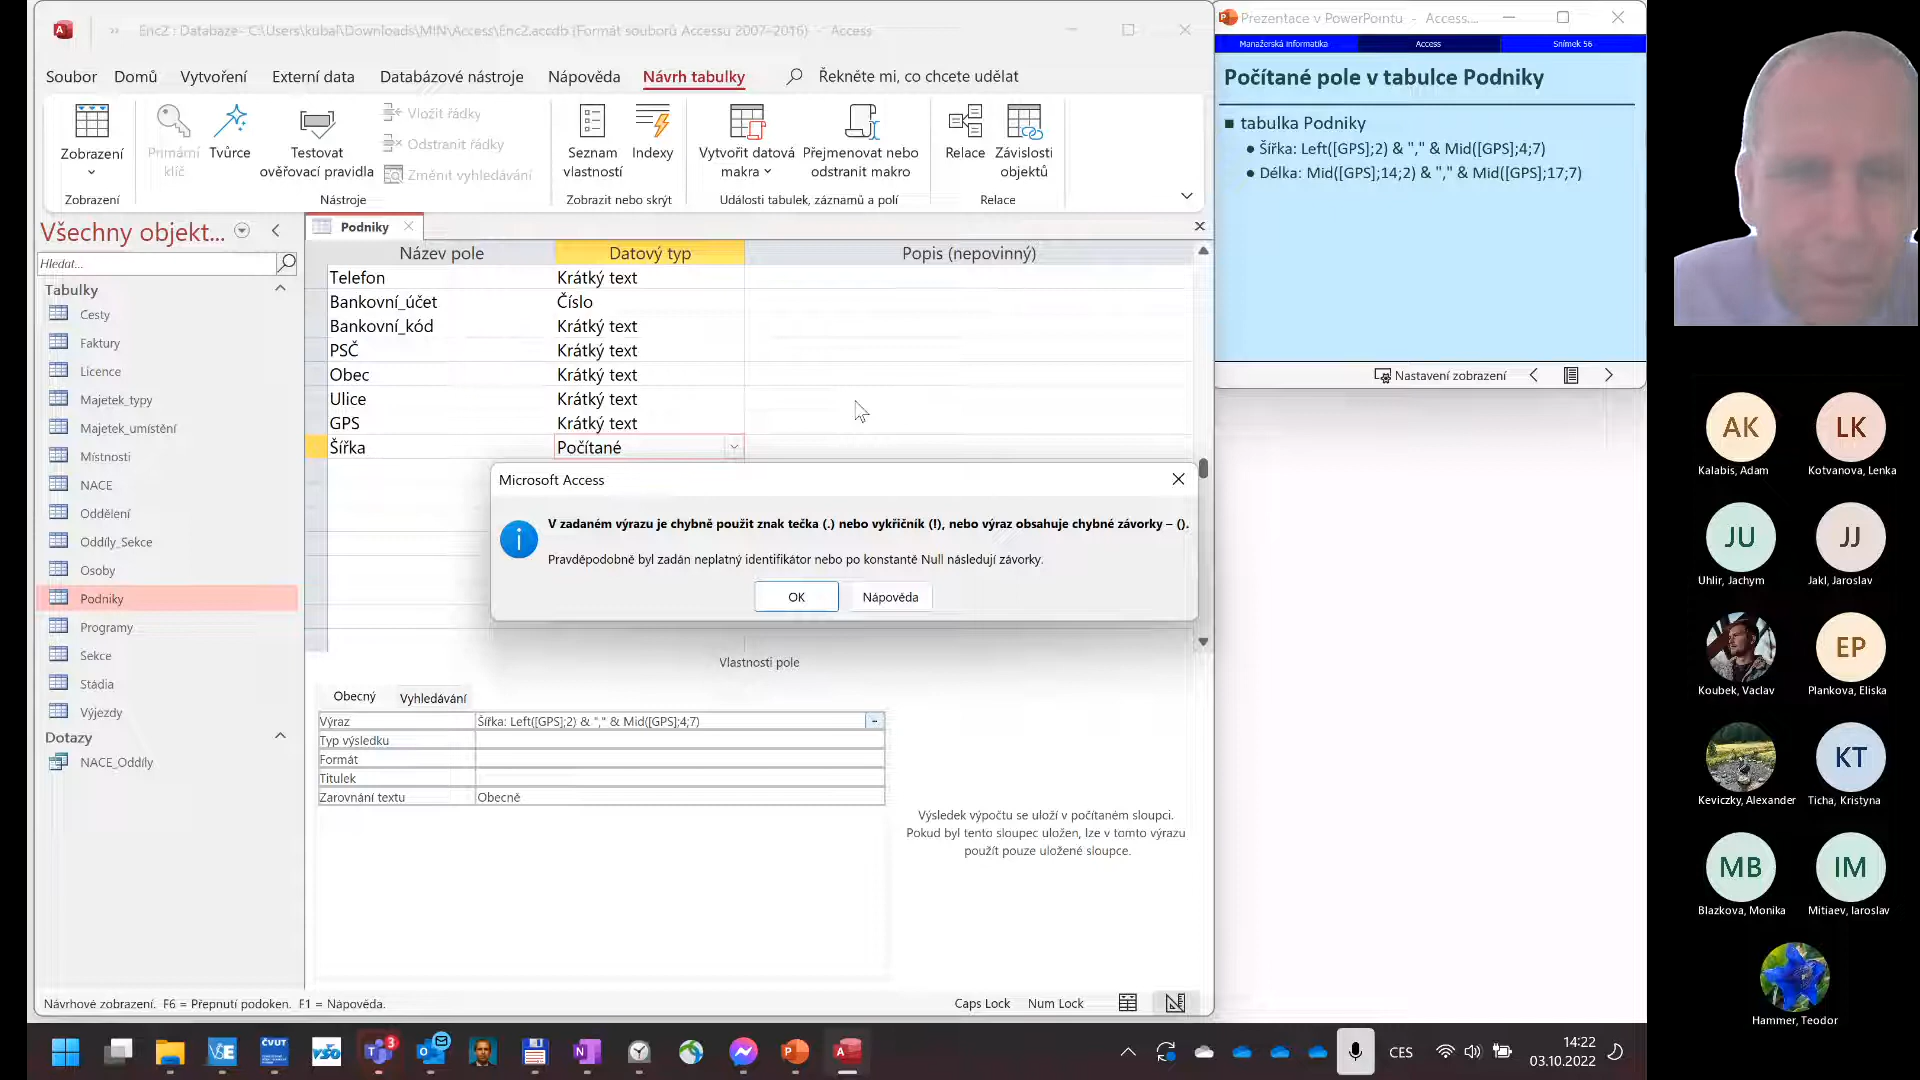 Enc2 : Databáze- C:\Users\kubal\Downloads\MIN\Access\Enc2.accdb (Formát souborů Accessu 2007–2016) - Access
Soubor Domů Vytvoření Externí data Databázové nástroje Nápověda Návrh tabulky Řekněte mi, co chcete udělat
Zobrazení
Primární klíč
Tvůrce
Testovat ověřovací pravidla
Vložit řádky
Odstranit řádky
Změnit vyhledávání
Seznam vlastností
Indexy
Vytvořit datová makra
Přejmenovat nebo odstranit makro
Relace
Závislosti objektů
Zobrazení Nástroje Zobrazit nebo skrýt Události tabulek, záznamů a polí Relace
Všechny objekt...
Hledat...
Tabulky
Cesty
Faktury
Licence
Majetek_typy
Majetek_umístění
Místnosti
NACE
Oddělení
Oddíly_Sekce
Osoby
Podniky
Programy
Sekce
Stádia
Výjezdy
Dotazy
NACE_Oddíly
Podniky
Název pole Datový typ Popis (nepovinný)
Telefon Krátký text
Bankovní_účet Číslo
Bankovní_kód Krátký text
PSČ Krátký text
Obec Krátký text
Ulice Krátký text
GPS Krátký text
Šířka Počítané
Microsoft Access
V zadaném výrazu je chybně použit znak tečka (.) nebo vykřičník (!), nebo výraz obsahuje chybné závorky – ().
Pravděpodobně byl zadán neplatný identifikátor nebo po konstantě Null následují závorky.
OK Nápověda
Vlastnosti pole
Obecný Vyhledávání
Výraz Šířka: Left([GPS];2) & "," & Mid([GPS];4;7)
Typ výsledku
Formát
Titulek
Zarovnání textu Obecně
Výsledek výpočtu se uloží v počítaném sloupci.
Pokud byl tento sloupec uložen, lze v tomto výrazu
použít pouze uložené sloupce.
Návrhové zobrazení. F6 = Přepnutí podoken. F1 = Nápověda.
Caps Lock Num Lock
Prezentace v PowerPointu - Access....
Manažerská informatika Access Snímek 56
Počítané pole v tabulce Podniky
tabulka Podniky
Šířka: Left([GPS];2) & "," & Mid([GPS];4;7)
Délka: Mid([GPS];14;2) & "," & Mid([GPS];17;7)
Nastavení zobrazení
AK LK
Kalabis, Adam Kotvanova, Lenka
JU JJ
Uhlir, Jachym Jakl, Jaroslav
EP
Koubek, Vaclav Plankova, Eliska
KT
Keviczky, Alexander Ticha, Kristyna
MB IM
Blazkova, Monika Mitiaev, Iaroslav
Hammer, Teodor
VŠE
ČVUT
VŠO
3
CES
14:22
03.10.2022